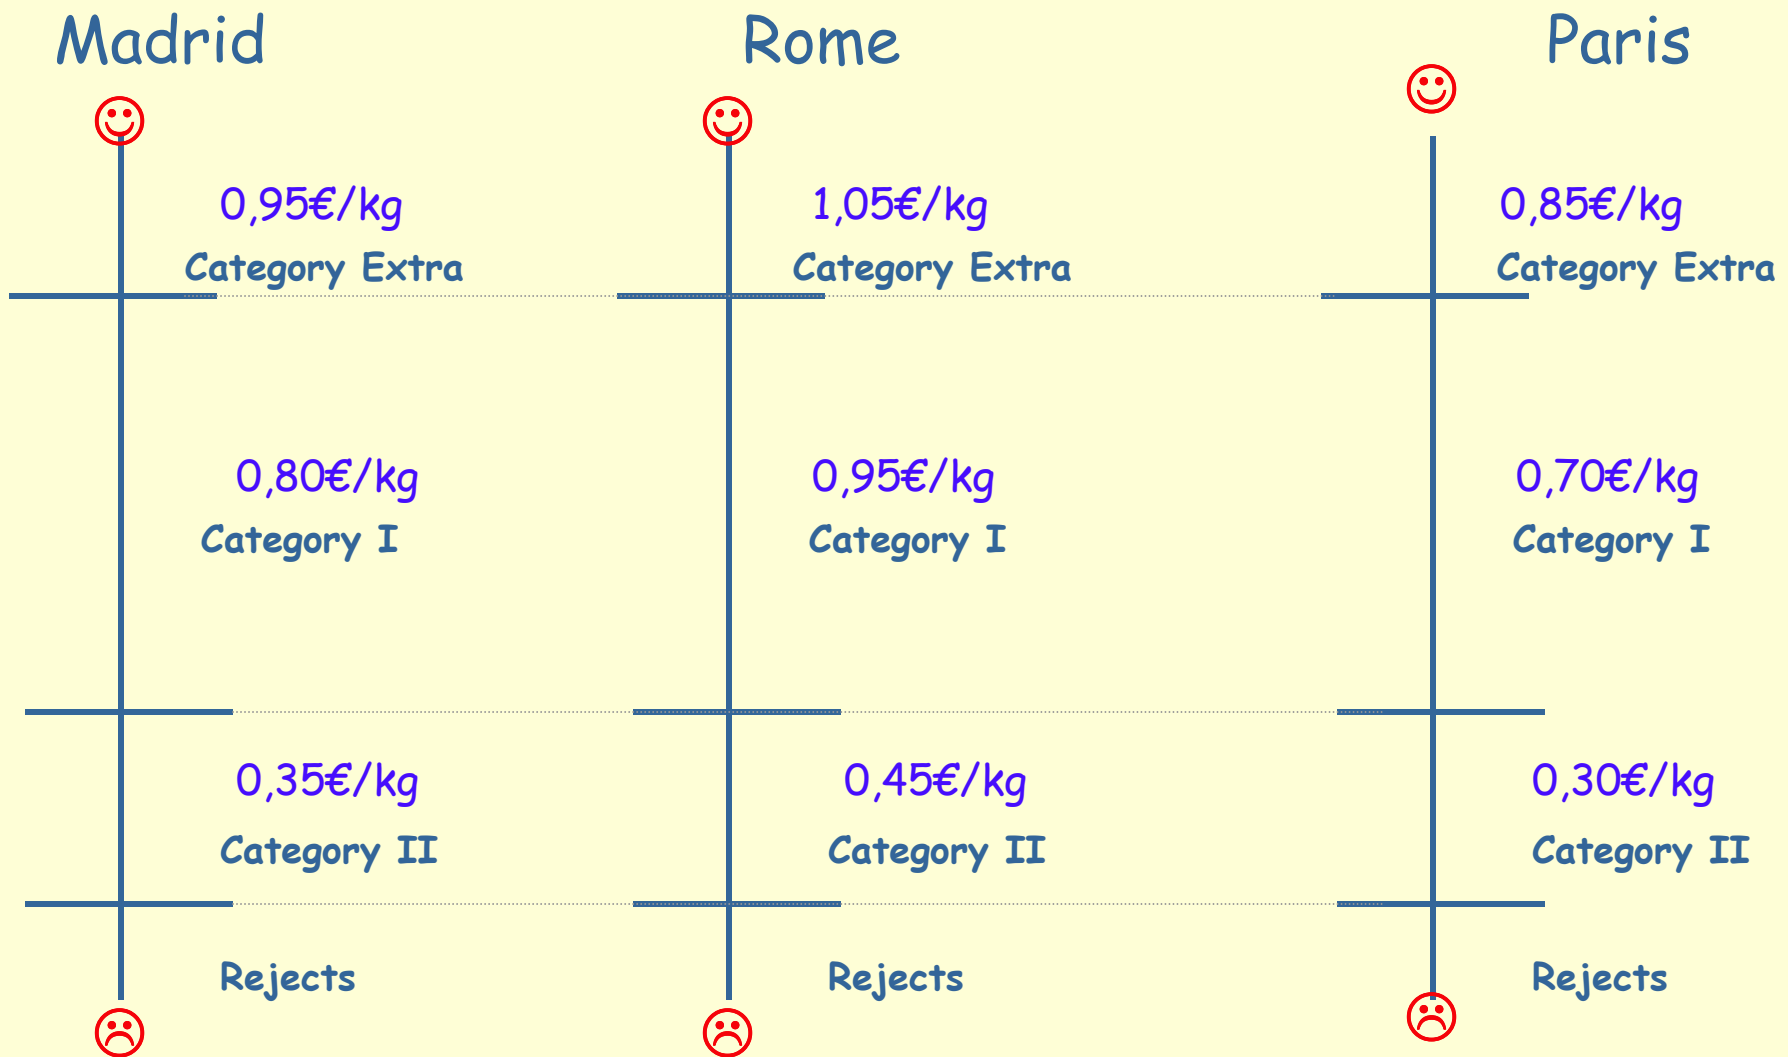 Madrid
Rome
Paris
0,95€/kg
1,05€/kg
0,85€/kg
Category Extra
Category Extra
Category Extra
0,80€/kg
0,95€/kg
0,70€/kg
Category I
Category I
Category I
0,35€/kg
0,45€/kg
0,30€/kg
Category II
Category II
Category II
Rejects
Rejects
Rejects